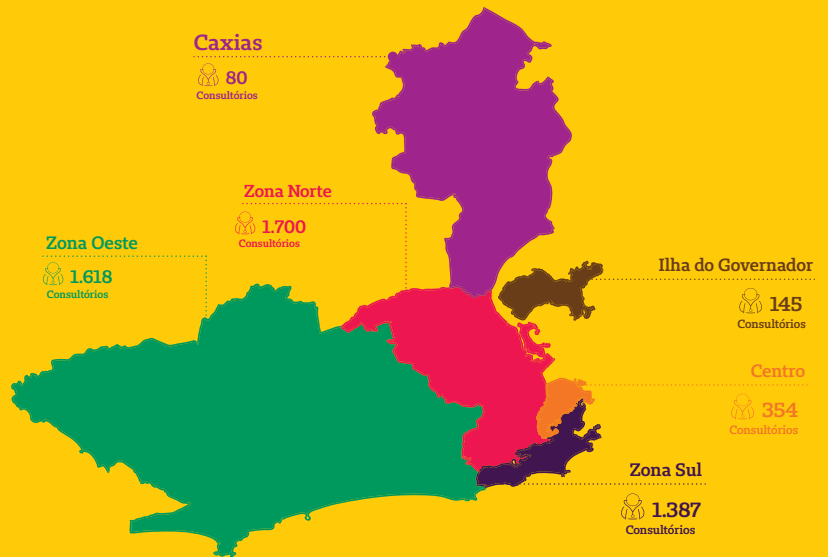 Caxias
80
Consultórios
Zona Norte
1.700
Consultórios
Zona Oeste
1.618
Consultórios
Ilha do Governador
145
Consultórios
Centro
354
Consultórios
Zona Sul
1.387
Consultórios